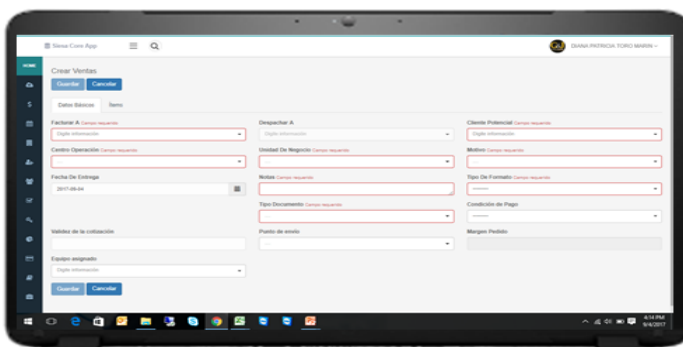 Siesa Core App
DIANA PATRICIA TORO MARIN
HOME
Crear Ventas
Guardar Cancelar
Datos Básicos Items
Facturar A Campo requerido Despachar A Cliente Potencial Campo requerido
Digite información Digite información Digite información
Centro Operación Campo requerido Unidad De Negocio Campo requerido Motivo Campo requerido
Fecha De Entrega Notas Campo requerido Tipo De Formato Campo requerido
2017-09-04 ---------
Tipo Documento Campo requerido Condición de Pago
---------
Validez de la cotización Punto de envío Margen Pedido
Equipo asignado
Digite información
Guardar Cancelar
4:14 PM
9/4/2017